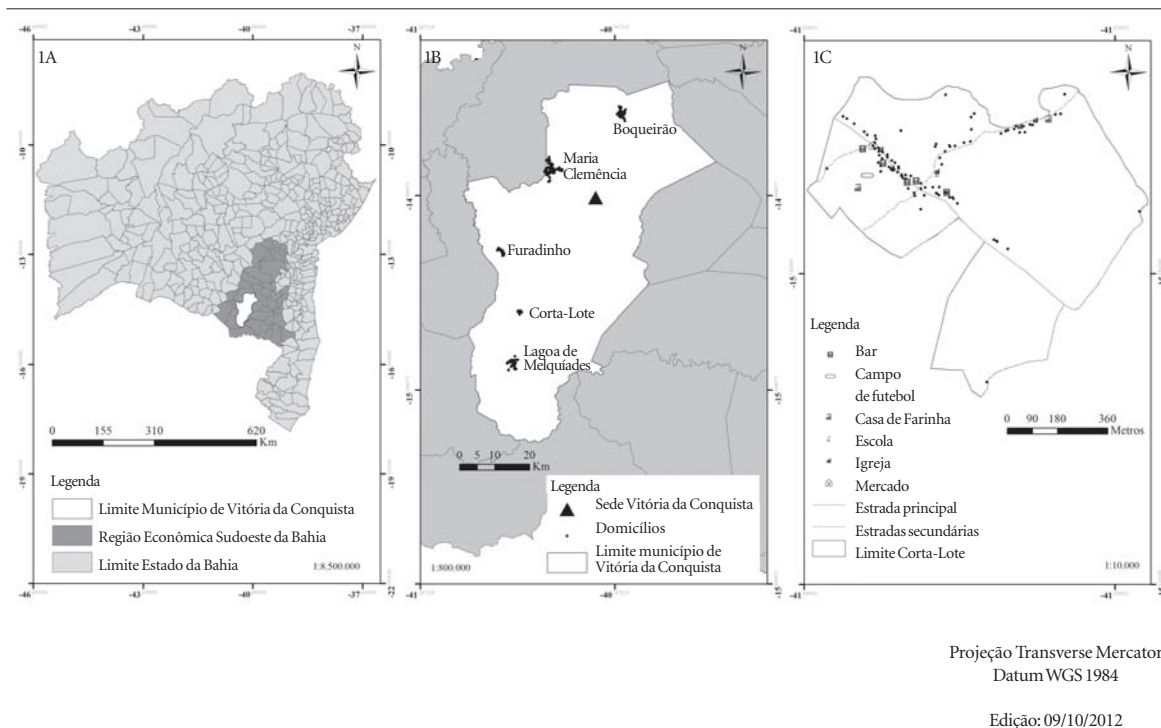 1A
N
-46
-43
-40
-37
-10
-13
-16
-19
-22
0 155 310 620
Km
Legenda
Limite Município de Vitória da Conquista
Região Econômica Sudoeste da Bahia
Limite Estado da Bahia
1:8.500.000
-46
-43
-40
-37
1B
N
-41
-40
-14
-15
Boqueirão
Maria
Clemência
Furadinho
Corta-Lote
Lagoa de
Melquíades
0 5 10 20
Km
Legenda
Sede Vitória da Conquista
Domicílios
Limite município de
Vitória da Conquista
1:800.000
-41
-40
1C
N
-41
-41
-15
-15
Legenda
Bar
Campo
de futebol
Casa de Farinha
Escola
Igreja
Mercado
Estrada principal
Estradas secundárias
Limite Corta-Lote
0 90 180 360
Metros
1:10.000
-41
-41
Projeção Transverse Mercator
Datum WGS 1984
Edição: 09/10/2012